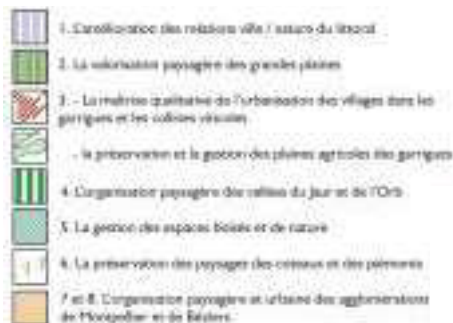 1. L'amélioration des relations ville / nature du littoral
2. La valorisation paysagère des grandes plaines
3. - La maîtrise qualitative de l'urbanisation des villages dans les
garrigues et les collines viticoles
- la préservation et la gestion des plaines agricoles des garrigues
4. L'organisation paysagère des vallées du Jaur et de l'Orb
5. La gestion des espaces boisés et de nature
6. La préservation des paysages des coteaux et des piémonts
7 et 8. L'organisation paysagère et urbaine des agglomérations
de Montpellier et de Béziers.